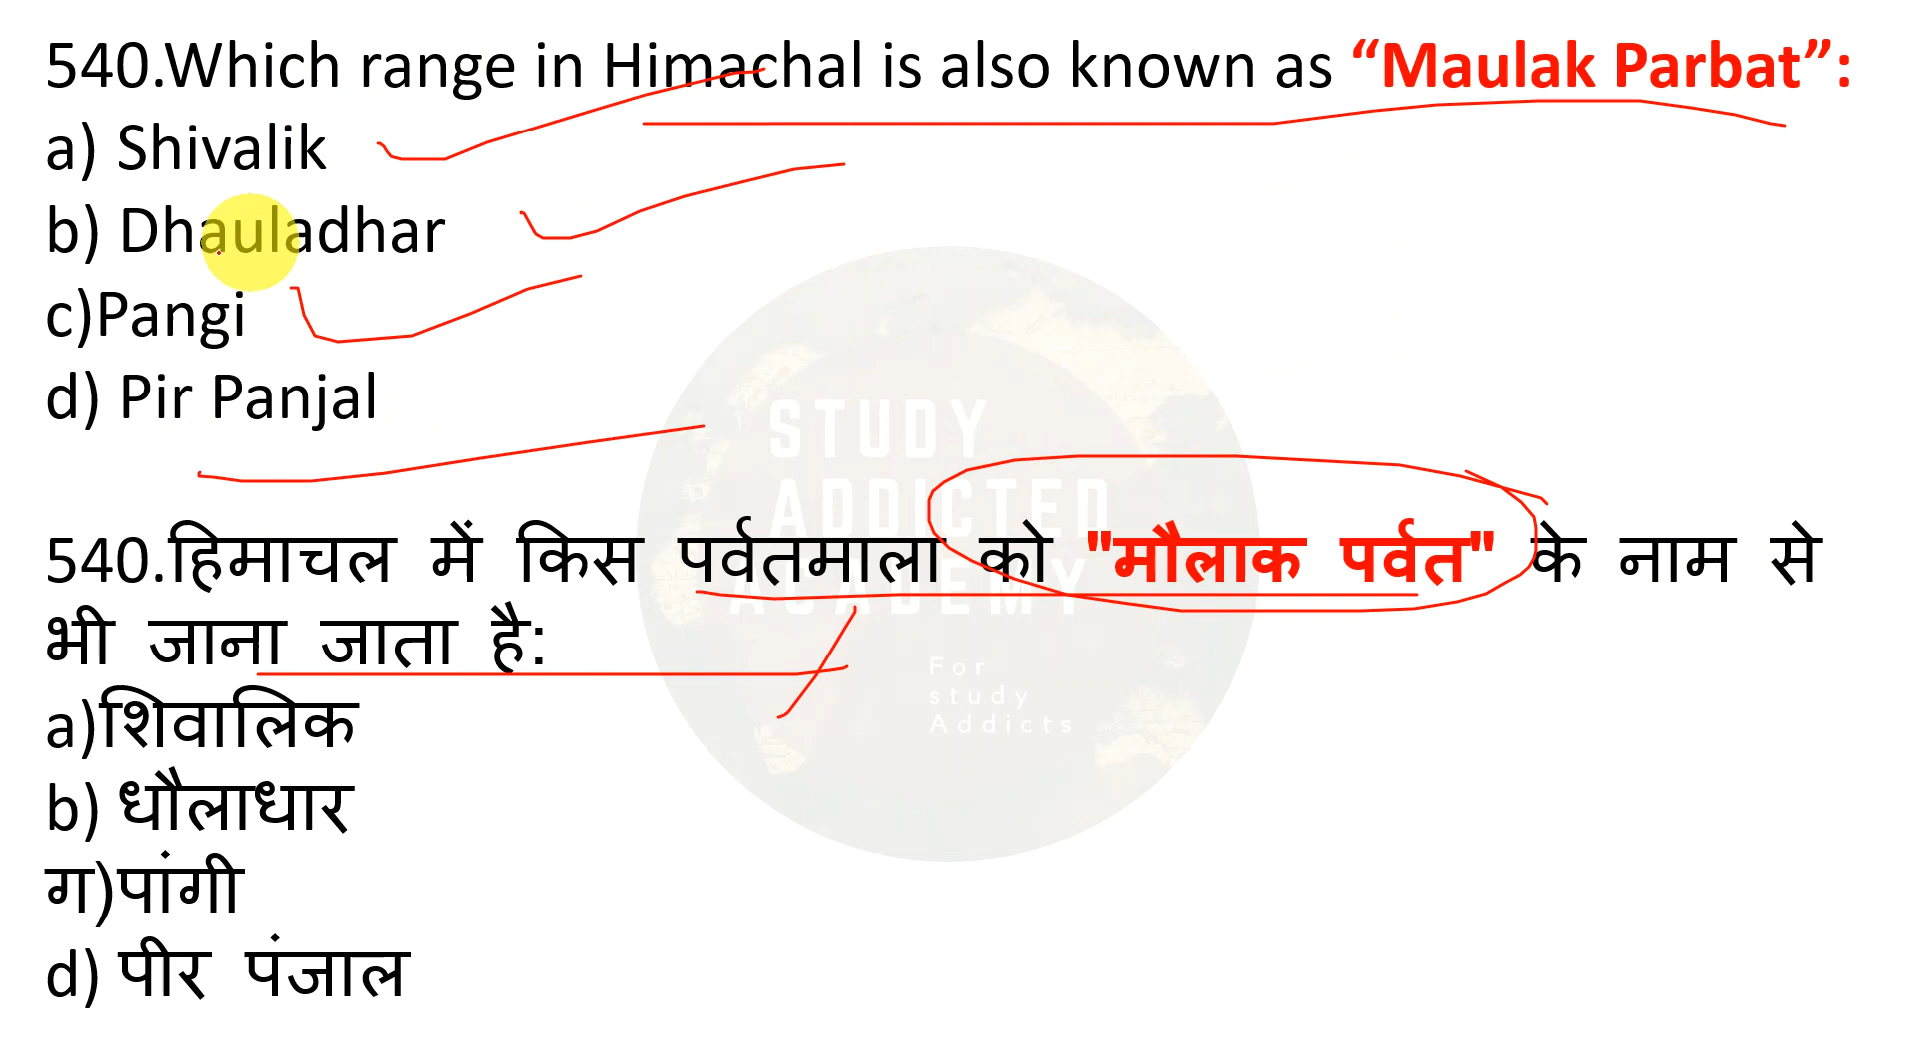 540.Which range in Himachal is also known as “Maulak Parbat”:
a) Shivalik
b) Dhauladhar
c)Pangi
d) Pir Panjal
STUDY
ADDICTED
ACADEMY
For
study
Addicts
540.हिमाचल में किस पर्वतमाला को "मौलाक पर्वत" के नाम से
भी जाना जाता है:
a)शिवालिक
b) धौलाधार
ग)पांगी
d) पीर पंजाल